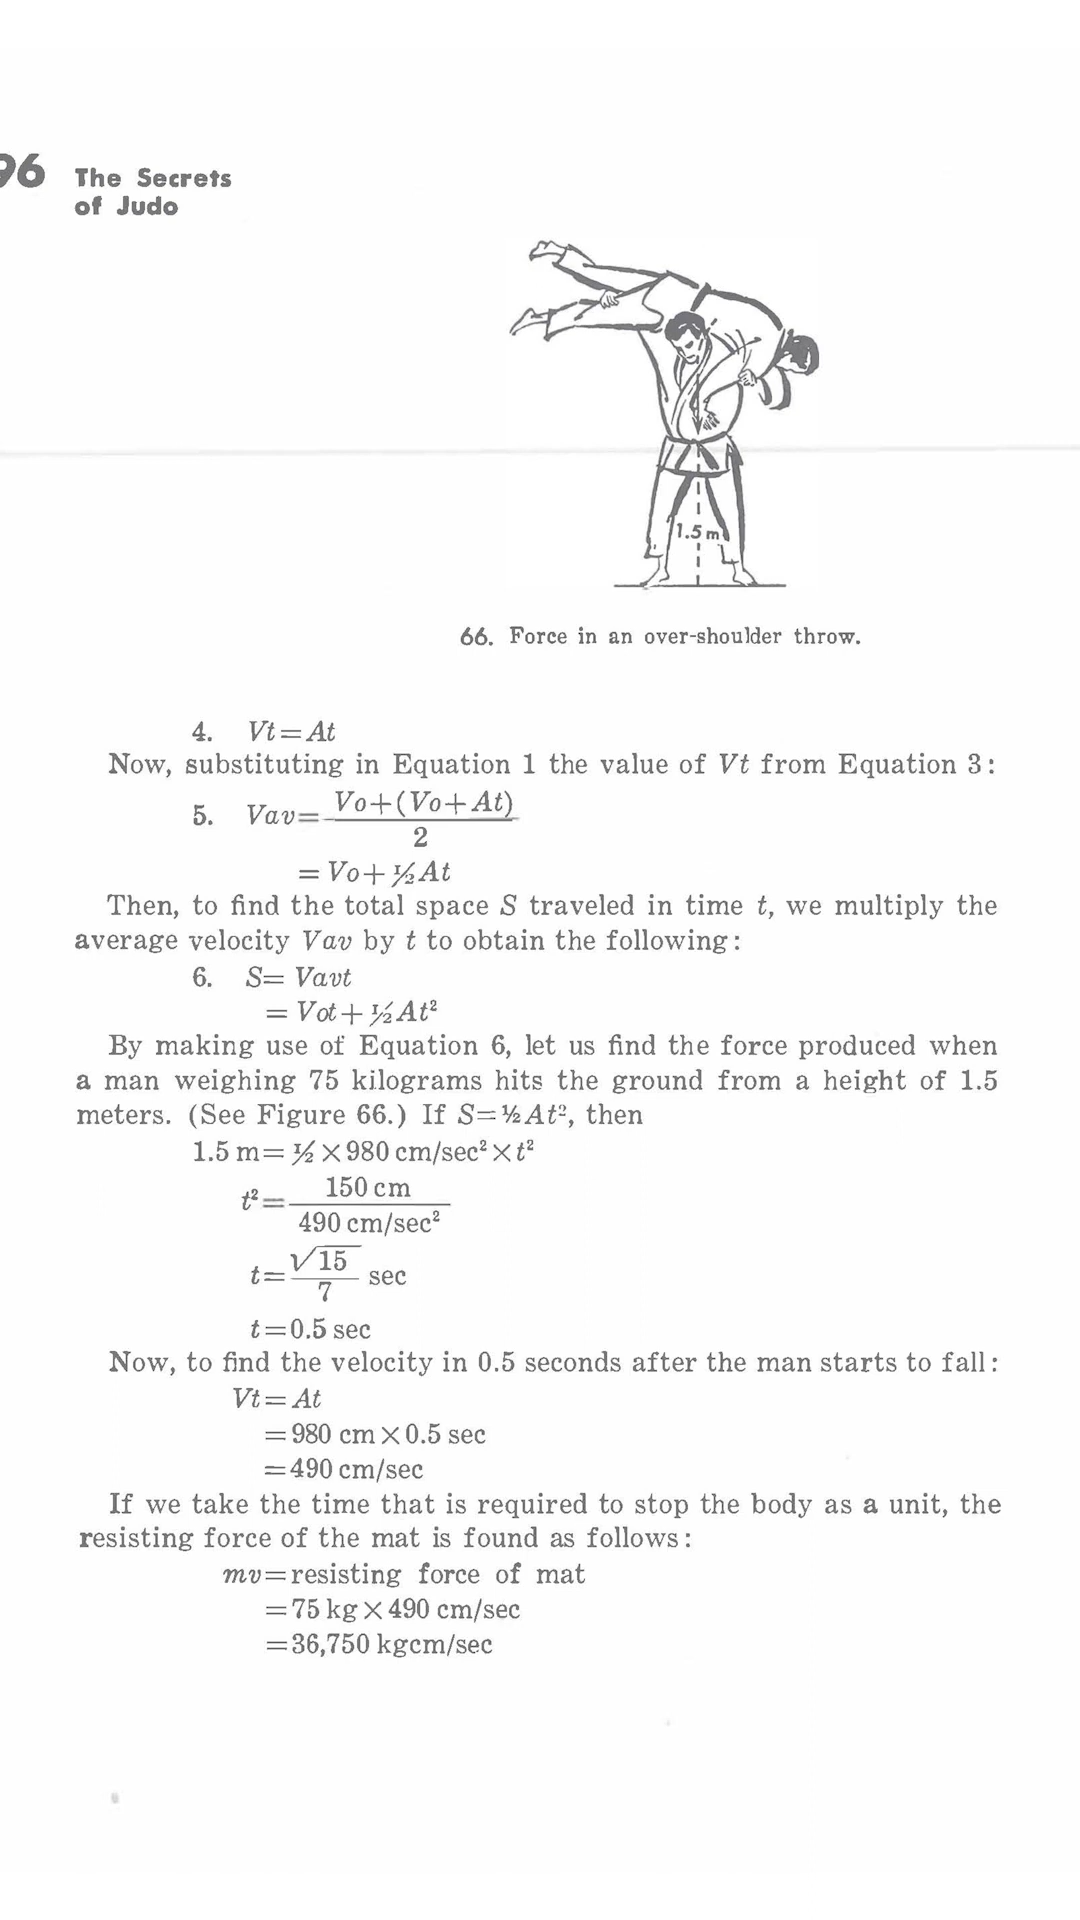 96 The Secrets
of Judo
1.5 m
66. Force in an over-shoulder throw.
4. Vt=At
Now, substituting in Equation 1 the value of Vt from Equation 3:
5. Vav= Vo+(Vo+At)
2
=Vo+½At
Then, to find the total space S traveled in time t, we multiply the
average velocity Vav by t to obtain the following:
6. S= Vavt
= Vot+½At²
By making use of Equation 6, let us find the force produced when
a man weighing 75 kilograms hits the ground from a height of 1.5
meters. (See Figure 66.) If S=½At², then
1.5 m=½×980 cm/sec²×t²
t²= 150 cm
490 cm/sec²
t= √15 sec
7
t=0.5 sec
Now, to find the velocity in 0.5 seconds after the man starts to fall:
Vt=At
=980 cm×0.5 sec
=490 cm/sec
If we take the time that is required to stop the body as a unit, the
resisting force of the mat is found as follows:
mv=resisting force of mat
=75 kg×490 cm/sec
=36,750 kgcm/sec